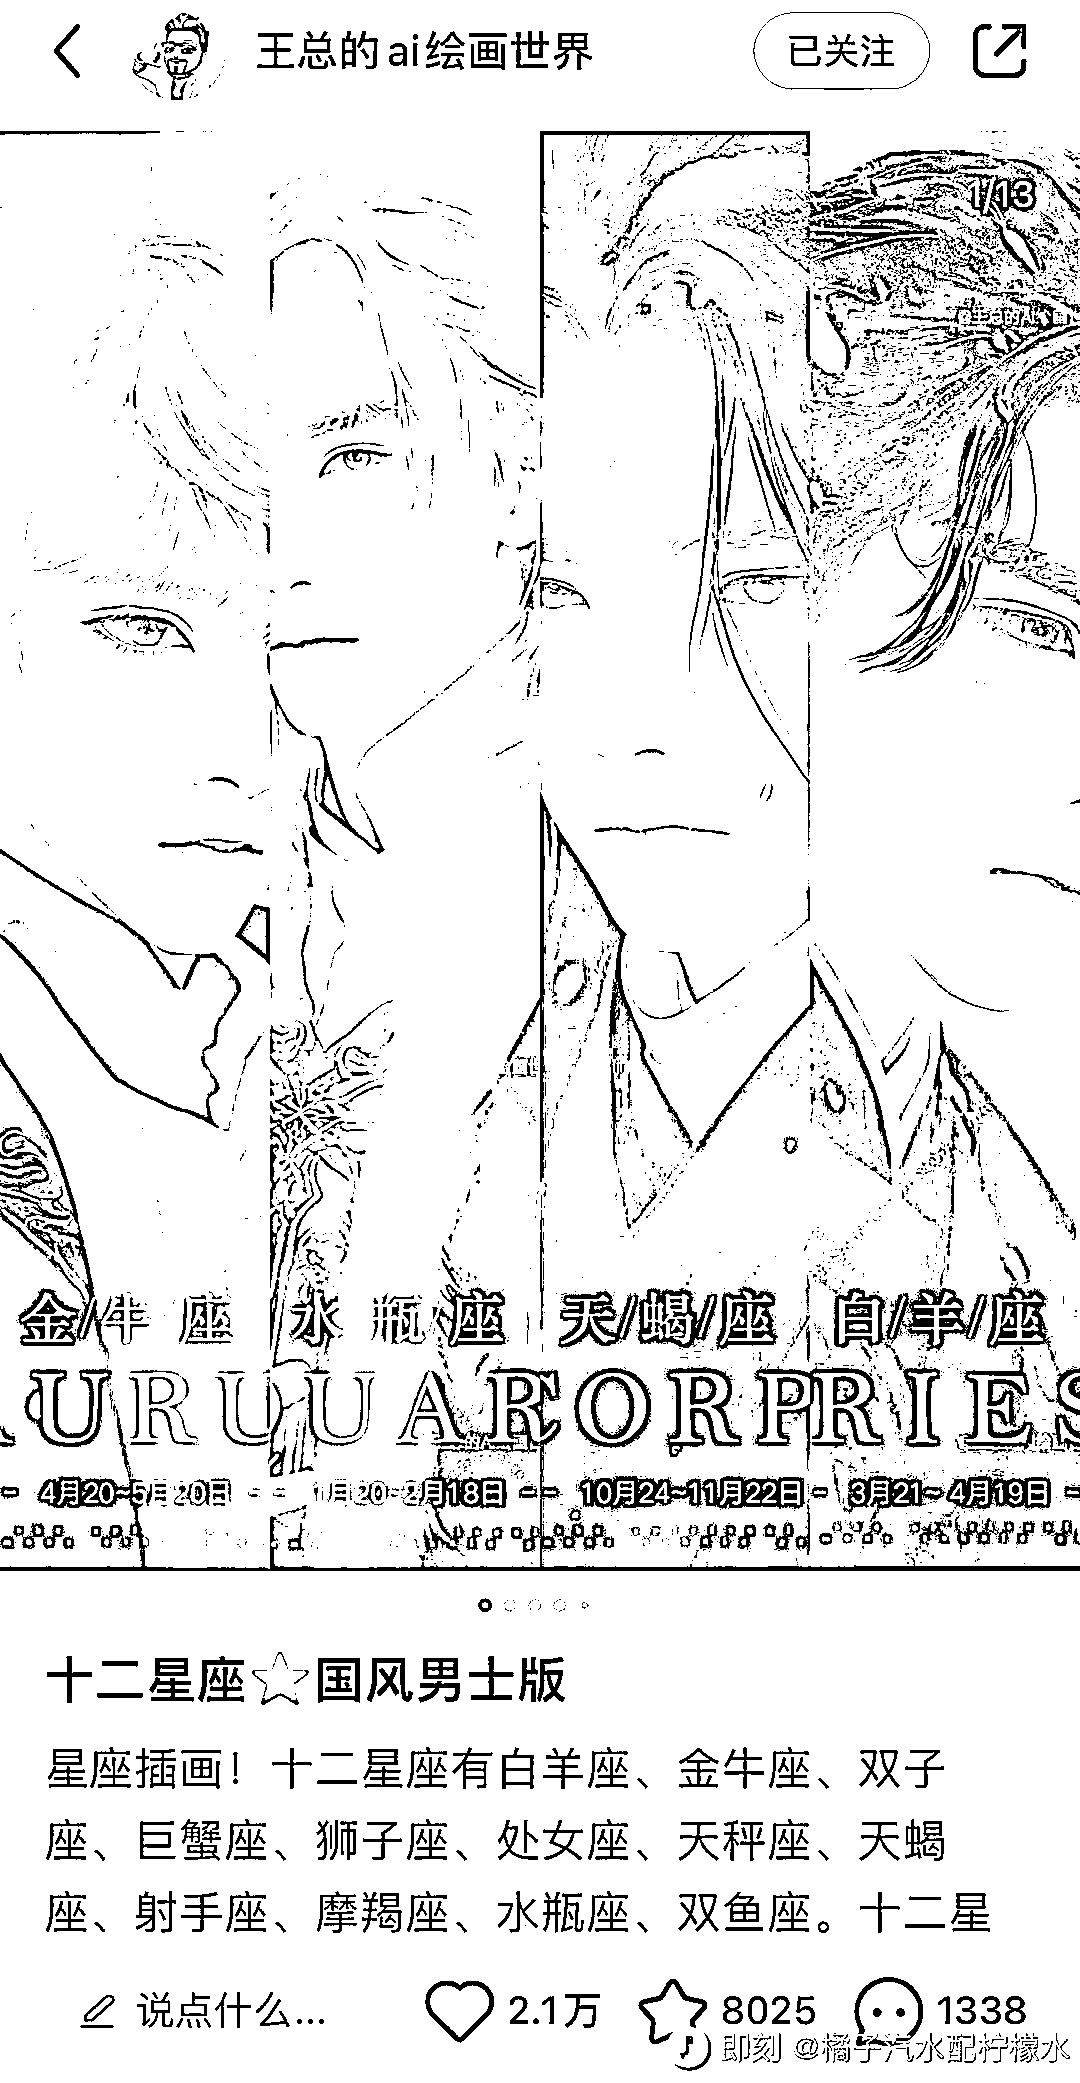 王总的ai绘画世界
已关注
1/13
金/牛 座 水 瓶 座 天/蝎/座 白/羊/座
URUUARORPRIES
4月20~5月20日 1月20~2月18日 10月24~11月22日 3月21~4月19日
十二星座☆国风男士版
星座插画！十二星座有白羊座、金牛座、双子
座、巨蟹座、狮子座、处女座、天秤座、天蝎
座、射手座、摩羯座、水瓶座、双鱼座。十二星
说点什么... 2.1万 8025 1338
即刻 @橘子汽水配柠檬水